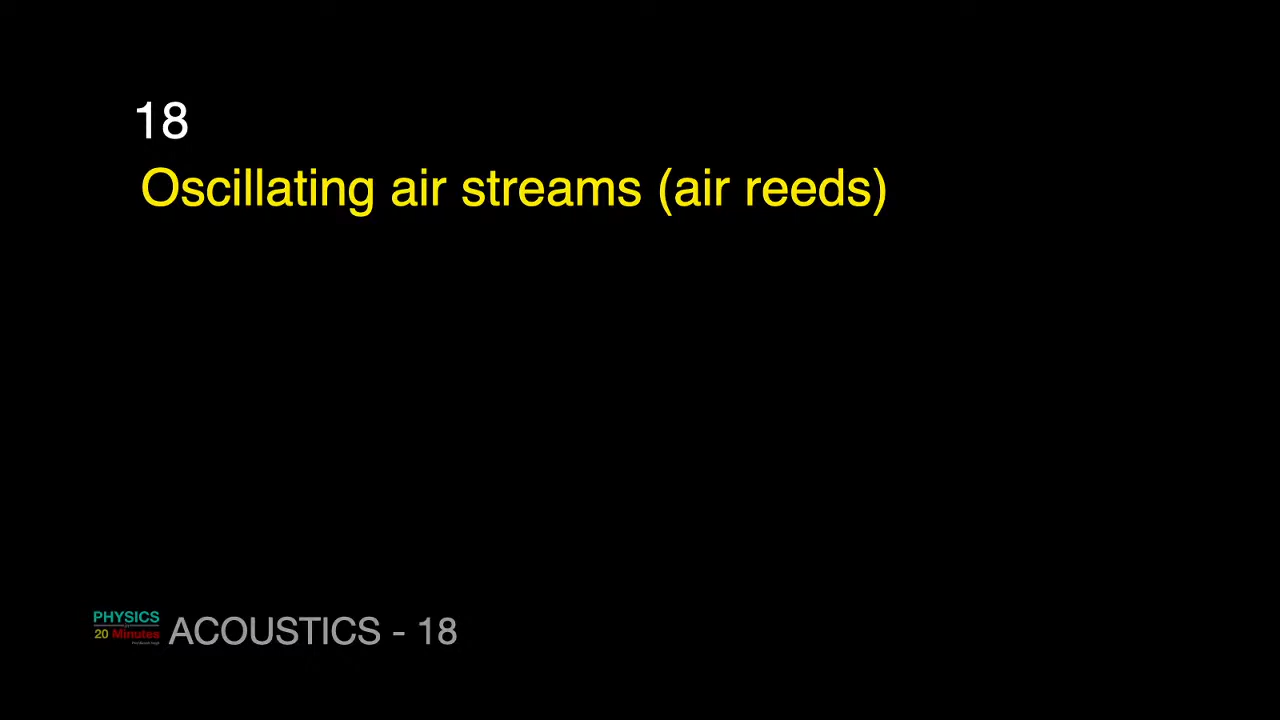 18
Oscillating air streams (air reeds)
PHYSICS
20 Minutes
ACOUSTICS - 18